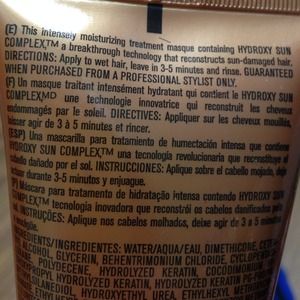 (E) This intensely moisturizing treatment masque containing HYDROXY SUN
COMPLEX™ a breakthrough technology that reconstructs sun-damaged hair.
DIRECTIONS: Apply to wet hair, leave in 3-5 minutes and rinse. GUARANTEED
WHEN PURCHASED FROM A PROFESSIONAL STYLIST ONLY.
(F) Un masque traitant intensément hydratant qui contient le HYDROXY SUN
COMPLEXMD une technologie innovatrice qui reconstruit les cheveux
endommagés par le soleil. DIRECTIVES: Appliquer sur les cheveux mouillés,
laisser agir de 3 à 5 minutes et rincer.
(ESP) Una mascarilla para tratamiento de humectación intensa que contiene
HYDROXY SUN COMPLEX™ una tecnología revolucionaria que reconstituye el
cabello dañado por el sol. INSTRUCCIONES: Aplique sobre el cabello mojado, deje
actuar durante 3-5 minutos y enjuague.
(P) Máscara para tratamento de hidratação intensa contendo HYDROXY SUN
COMPLEX™ tecnologia inovadora que reconstrói os cabelos danificados
sol. INSTRUÇÕES: Aplique nos cabelos molhados, deixe agir de 3 a 5 minutos
INGREDIENTS/INGREDIENTES: WATER/AQUA/EAU, DIMETHICONE,
ALCOHOL, GLYCERIN, BEHENTRIMONIUM CHLORIDE,
HYDROLYZED KERATIN,
HYDROLYZED KERATIN
HYDROXYETHYL UREA, ETHYLHEXYL